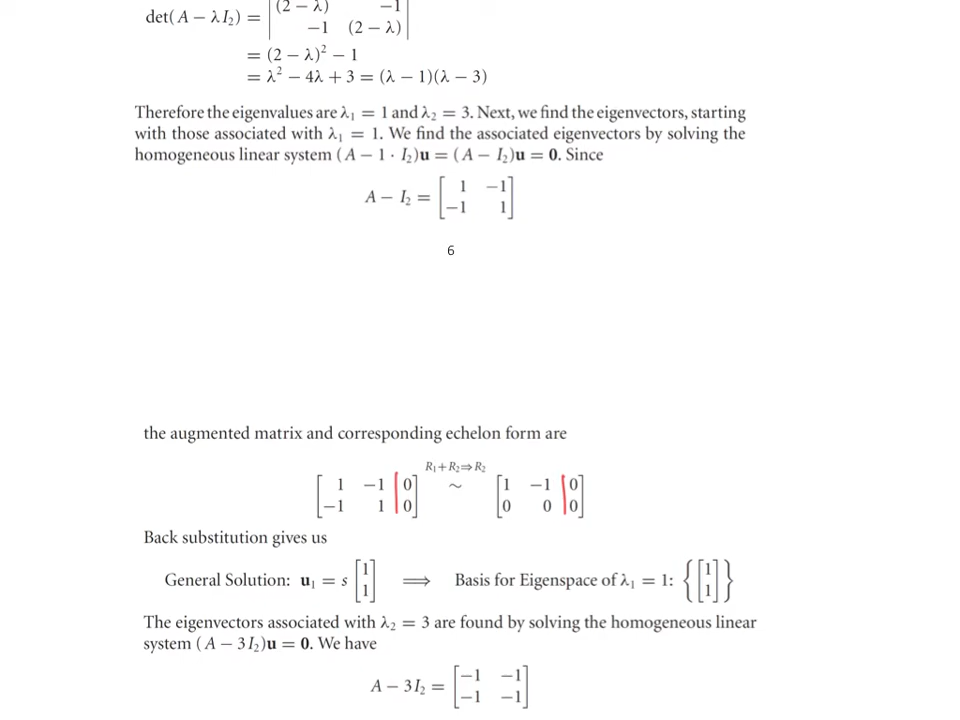 det(A − λI₂) = |(2 − λ) −1|
|−1 (2 − λ)|
= (2 − λ)² − 1
= λ² − 4λ + 3 = (λ − 1)(λ − 3)
Therefore the eigenvalues are λ₁ = 1 and λ₂ = 3. Next, we find the eigenvectors, starting
with those associated with λ₁ = 1. We find the associated eigenvectors by solving the
homogeneous linear system (A − 1 · I₂)u = (A − I₂)u = 0. Since
A − I₂ = [1 −1]
[−1 1]
6
the augmented matrix and corresponding echelon form are
R₁+R₂⇒R₂
[1 −1 | 0] ~ [1 −1 | 0]
[−1 1 | 0] [0 0 | 0]
Back substitution gives us
General Solution: u₁ = s [1] ⟹ Basis for Eigenspace of λ₁ = 1: {[1]}
[1] [1]
The eigenvectors associated with λ₂ = 3 are found by solving the homogeneous linear
system (A − 3I₂)u = 0. We have
A − 3I₂ = [−1 −1]
[−1 −1]